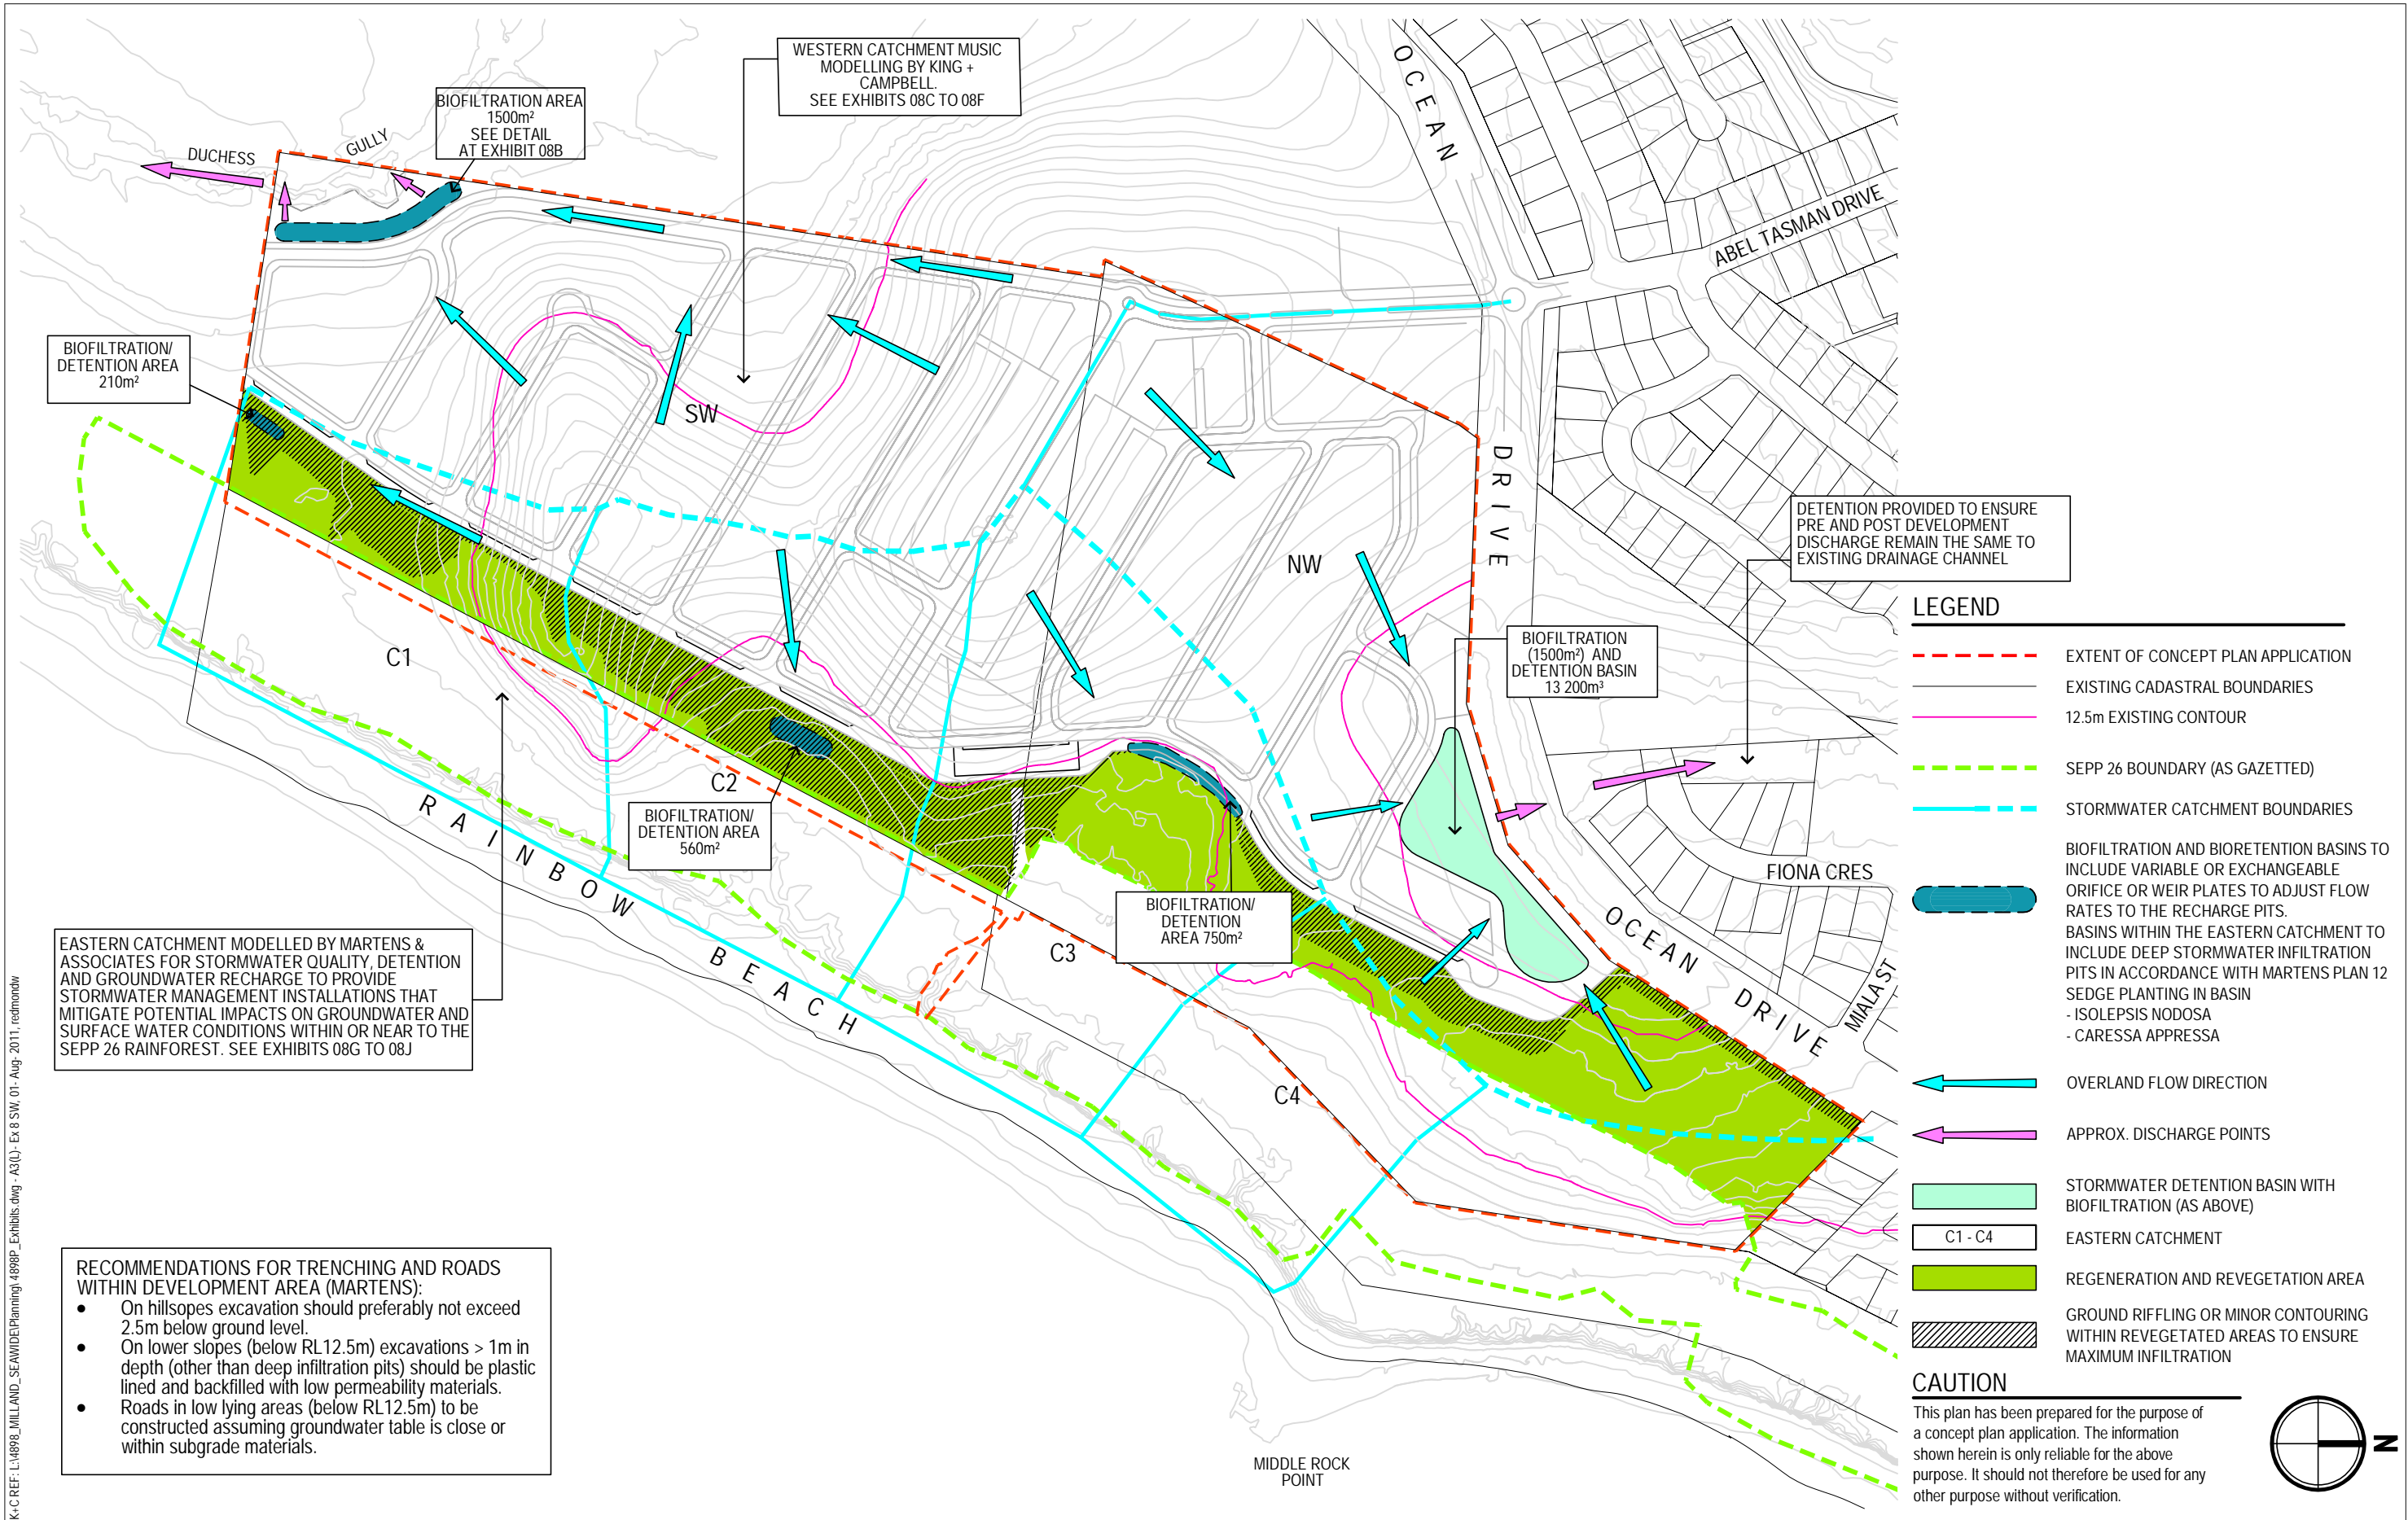 WESTERN CATCHMENT MUSIC
MODELLING BY KING +
CAMPBELL.
SEE EXHIBITS 08C TO 08F
BIOFILTRATION AREA
1500m²
SEE DETAIL
AT EXHIBIT 08B
DUCHESS
GULLY
OCEAN
DRIVE
ABEL TASMAN DRIVE
BIOFILTRATION/
DETENTION AREA
210m²
SW
NW
DETENTION PROVIDED TO ENSURE
PRE AND POST DEVELOPMENT
DISCHARGE REMAIN THE SAME TO
EXISTING DRAINAGE CHANNEL
BIOFILTRATION
(1500m²) AND
DETENTION BASIN
13 200m³
C1
C2
BIOFILTRATION/
DETENTION AREA
560m²
BIOFILTRATION/
DETENTION
AREA 750m²
C3
C4
FIONA CRES
OCEAN DRIVE
MIALA ST
RAINBOW BEACH
EASTERN CATCHMENT MODELLED BY MARTENS &
ASSOCIATES FOR STORMWATER QUALITY, DETENTION
AND GROUNDWATER RECHARGE TO PROVIDE
STORMWATER MANAGEMENT INSTALLATIONS THAT
MITIGATE POTENTIAL IMPACTS ON GROUNDWATER AND
SURFACE WATER CONDITIONS WITHIN OR NEAR TO THE
SEPP 26 RAINFOREST. SEE EXHIBITS 08G TO 08J
RECOMMENDATIONS FOR TRENCHING AND ROADS
WITHIN DEVELOPMENT AREA (MARTENS):
• On hillsopes excavation should preferably not exceed
2.5m below ground level.
• On lower slopes (below RL12.5m) excavations > 1m in
depth (other than deep infiltration pits) should be plastic
lined and backfilled with low permeability materials.
• Roads in low lying areas (below RL12.5m) to be
constructed assuming groundwater table is close or
within subgrade materials.
MIDDLE ROCK
POINT
LEGEND
EXTENT OF CONCEPT PLAN APPLICATION
EXISTING CADASTRAL BOUNDARIES
12.5m EXISTING CONTOUR
SEPP 26 BOUNDARY (AS GAZETTED)
STORMWATER CATCHMENT BOUNDARIES
BIOFILTRATION AND BIORETENTION BASINS TO
INCLUDE VARIABLE OR EXCHANGEABLE
ORIFICE OR WEIR PLATES TO ADJUST FLOW
RATES TO THE RECHARGE PITS.
BASINS WITHIN THE EASTERN CATCHMENT TO
INCLUDE DEEP STORMWATER INFILTRATION
PITS IN ACCORDANCE WITH MARTENS PLAN 12
SEDGE PLANTING IN BASIN
- ISOLEPSIS NODOSA
- CARESSA APPRESSA
OVERLAND FLOW DIRECTION
APPROX. DISCHARGE POINTS
STORMWATER DETENTION BASIN WITH
BIOFILTRATION (AS ABOVE)
C1 - C4
EASTERN CATCHMENT
REGENERATION AND REVEGETATION AREA
GROUND RIFFLING OR MINOR CONTOURING
WITHIN REVEGETATED AREAS TO ENSURE
MAXIMUM INFILTRATION
CAUTION
This plan has been prepared for the purpose of
a concept plan application. The information
shown herein is only reliable for the above
purpose. It should not therefore be used for any
other purpose without verification.
N
K+C REF: L:\4898_MILLAND_SEAWIDE\Planning\4898P_Exhibits.dwg - A3(L)- Ex 8 SW, 01- Aug- 2011, redmondw